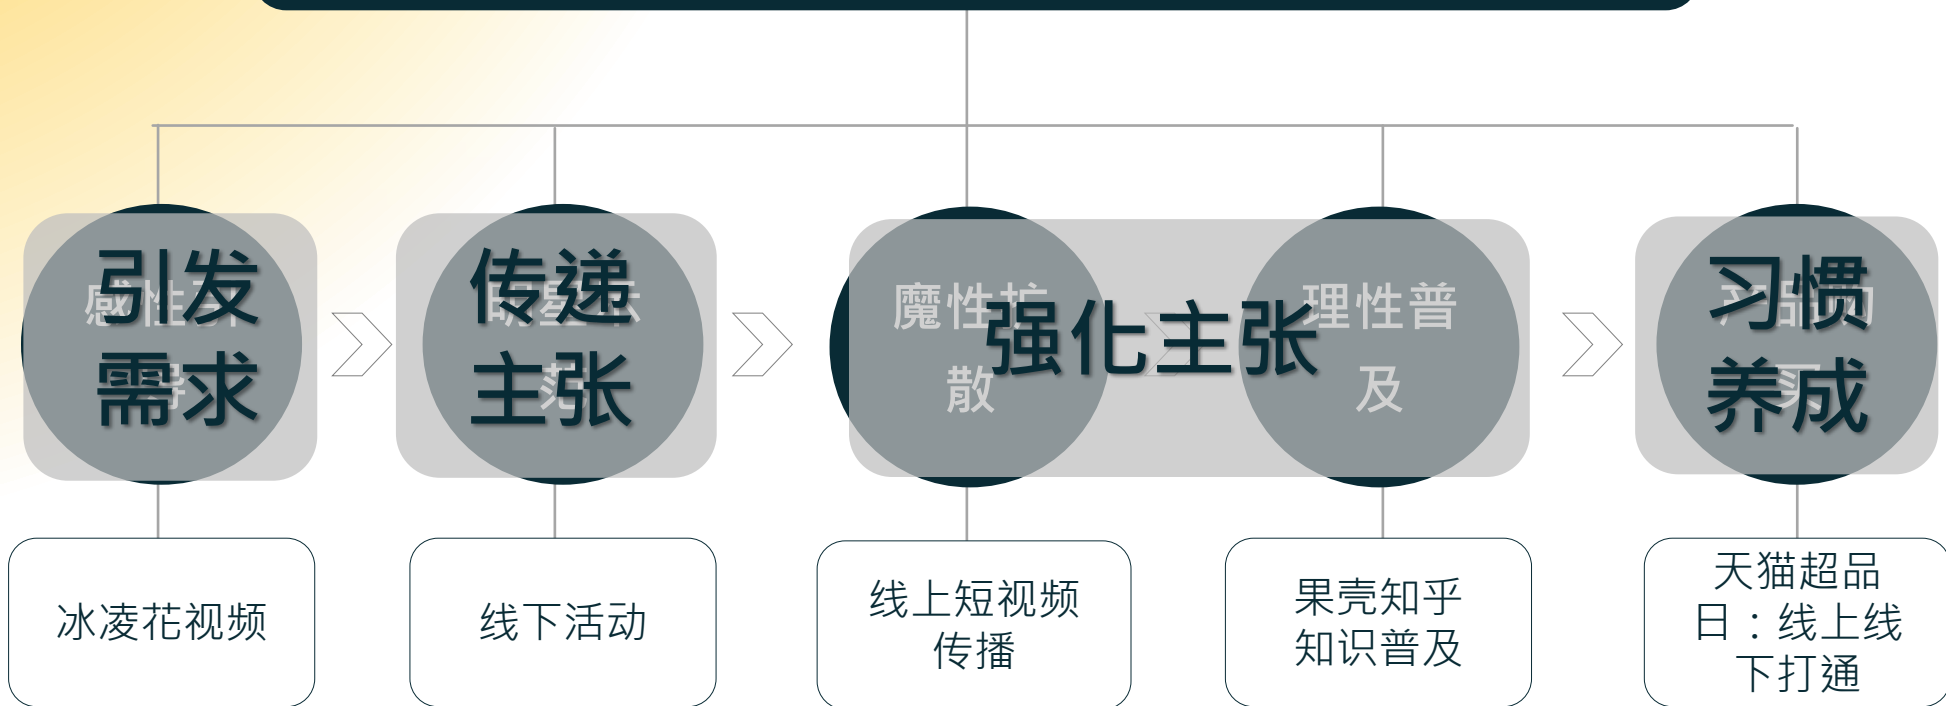 引发
需求
感性
传递
主张
范
强化主张
魔性扩
散
理性普
及
习惯
养成
冰凌花视频
线下活动
线上短视频
传播
果壳知乎
知识普及
天猫超品
日：线上线
下打通